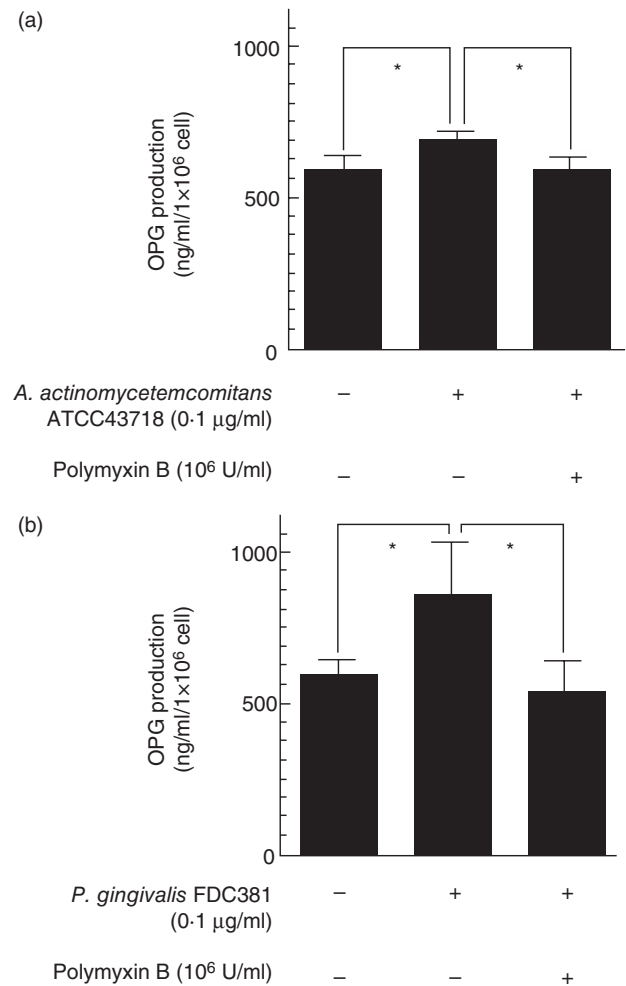 (a)
1000
500
0
OPG production
(ng/ml/1×10⁶ cell)
* *
A. actinomycetemcomitans
ATCC43718 (0·1 µg/ml)
– + +
Polymyxin B (10⁶ U/ml)
– – +
(b)
1000
500
0
OPG production
(ng/ml/1×10⁶ cell)
* *
P. gingivalis FDC381
(0·1 µg/ml)
– + +
Polymyxin B (10⁶ U/ml)
– – +